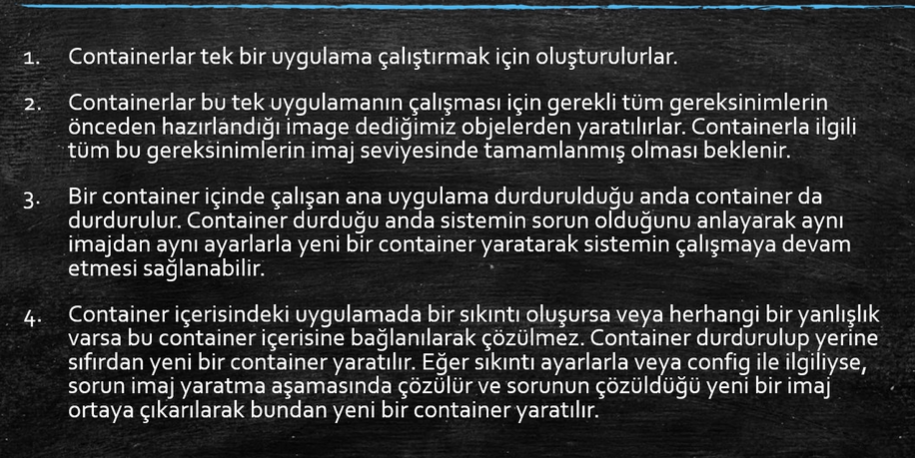 1. Containerlar tek bir uygulama çalıştırmak için oluşturulurlar.
2. Containerlar bu tek uygulamanın çalışması için gerekli tüm gereksinimlerin
önceden hazırlandığı image dediğimiz objelerden yaratılırlar. Containerla ilgili
tüm bu gereksinimlerin imaj seviyesinde tamamlanmış olması beklenir.
3. Bir container içinde çalışan ana uygulama durdurulduğu anda container da
durdurulur. Container durduğu anda sistemin sorun olduğunu anlayarak aynı
imajdan aynı ayarlarla yeni bir container yaratarak sistemin çalışmaya devam
etmesi sağlanabilir.
4. Container içerisindeki uygulamada bir sıkıntı oluşursa veya herhangi bir yanlışlık
varsa bu container içerisine bağlanılarak çözülmez. Container durdurulup yerine
sıfırdan yeni bir container yaratılır. Eğer sıkıntı ayarlarla veya config ile ilgiliyse,
sorun imaj yaratma aşamasında çözülür ve sorunun çözüldüğü yeni bir imaj
ortaya çıkarılarak bundan yeni bir container yaratılır.